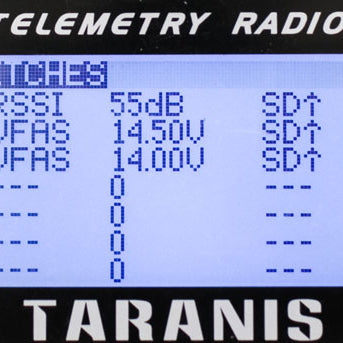 TELEMETRY RADIO
ITCHES
RSSI 55dB SD↑
VFAS 14.50V SD↑
VFAS 14.00V SD↑
--- 0 ---
--- 0 ---
--- 0 ---
--- 0 ---
TARANIS